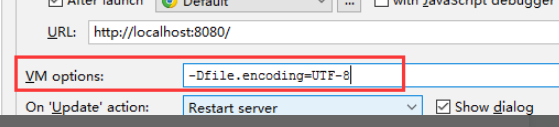 After launch Default ... with JavaScript debugger
URL: http://localhost:8080/
VM options: -Dfile.encoding=UTF-8
On 'Update' action: Restart server Show dialog